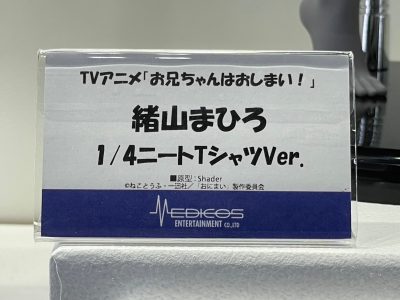 TVアニメ「お兄ちゃんはおしまい！」
緒山まひろ
1/4ニートTシャツVer.
■原型:Shader
©ねことうふ・一迅社／「おにまい」製作委員会
MEDICOS
ENTERTAINMENT CO.,LTD